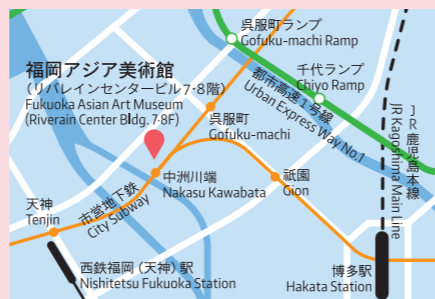 呉服町ランプ
Gofuku-machi Ramp
千代ランプ
Chiyo Ramp
都市高速1号線
Urban Express Way No.1
JR鹿児島本線
JR Kagoshima Main Line
福岡アジア美術館
(リバレインセンタービル7・8階)
Fukuoka Asian Art Museum
(Riverain Center Bldg. 7·8F)
呉服町
Gofuku-machi
中洲川端
Nakasu Kawabata
祇園
Gion
市営地下鉄
City Subway
天神
Tenjin
西鉄福岡(天神)駅
Nishitetsu Fukuoka Station
博多駅
Hakata Station